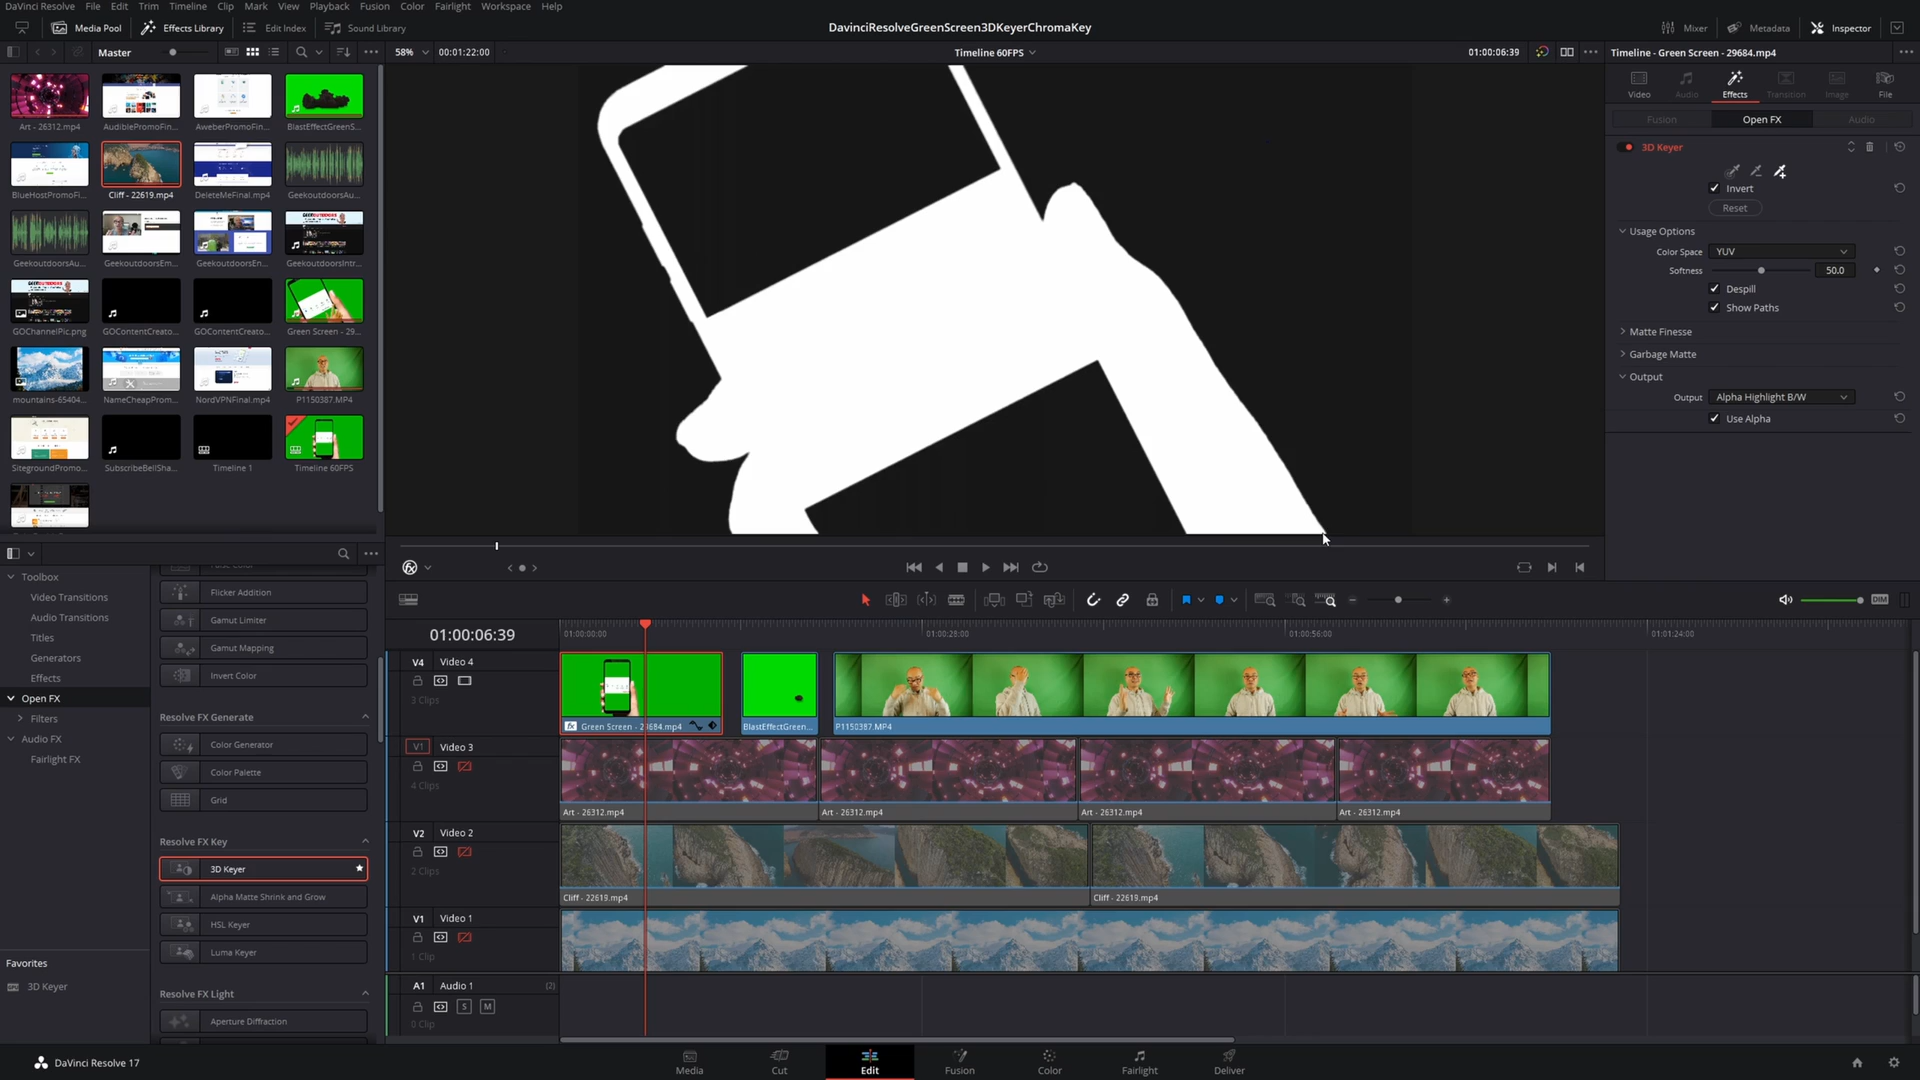 DaVinci Resolve File Edit Trim Timeline Clip Mark View Playback Fusion Color Fairlight Workspace Help
Media Pool Effects Library Edit Index Sound Library
DavinciResolveGreenScreen3DKeyerChromaKey
Mixer Metadata Inspector
Master
58% 00:01:22:00 Timeline 60FPS 01:00:06:39
Timeline - Green Screen - 29684.mp4
Video Audio Effects Transition Image File
Fusion Open FX Audio
3D Keyer
Invert
Reset
Usage Options
Color Space YUV
Softness 50.0
Despill
Show Paths
Matte Finesse
Garbage Matte
Output
Output Alpha Highlight B/W
Use Alpha
Art - 26312.mp4 AudiblePromoFin... AweberPromoFin... BlastEffectGreenS...
BlueHostPromoFi... Cliff - 22619.mp4 DeleteMeFinal.mp4 GeekoutdoorsAu...
GeekoutdoorsAu... GeekoutdoorsEm... GeekoutdoorsEn... GeekoutdoorsIntr...
GOChannelPic.png GOContentCreato... GOContentCreato... Green Screen - 29...
mountains-65404... NameCheapProm... NordVPNFinal.mp4 P1150387.MP4
SitegroundPromo... SubscribeBellSha... Timeline 1 Timeline 60FPS
Toolbox
Video Transitions
Audio Transitions
Titles
Generators
Effects
Open FX
Filters
Audio FX
Fairlight FX
Favorites
3D Keyer
Flicker Addition
Gamut Limiter
Gamut Mapping
Invert Color
Resolve FX Generate
Color Generator
Color Palette
Grid
Resolve FX Key
3D Keyer
Alpha Matte Shrink and Grow
HSL Keyer
Luma Keyer
Resolve FX Light
Aperture Diffraction
DIM
01:00:06:39 01:00:00:00 01:00:28:00 01:00:56:00 01:01:24:00
V4 Video 4
3 Clips
BlastEffectGreen... P1150387.MP4
V1 Video 3
4 Clips
Art - 26312.mp4 Art - 26312.mp4 Art - 26312.mp4 Art - 26312.mp4
V2 Video 2
2 Clips
Cliff - 22619.mp4 Cliff - 22619.mp4
V1 Video 1
1 Clip
A1 Audio 1 (2)
S M
0 Clip
DaVinci Resolve 17
Media Cut Edit Fusion Color Fairlight Deliver